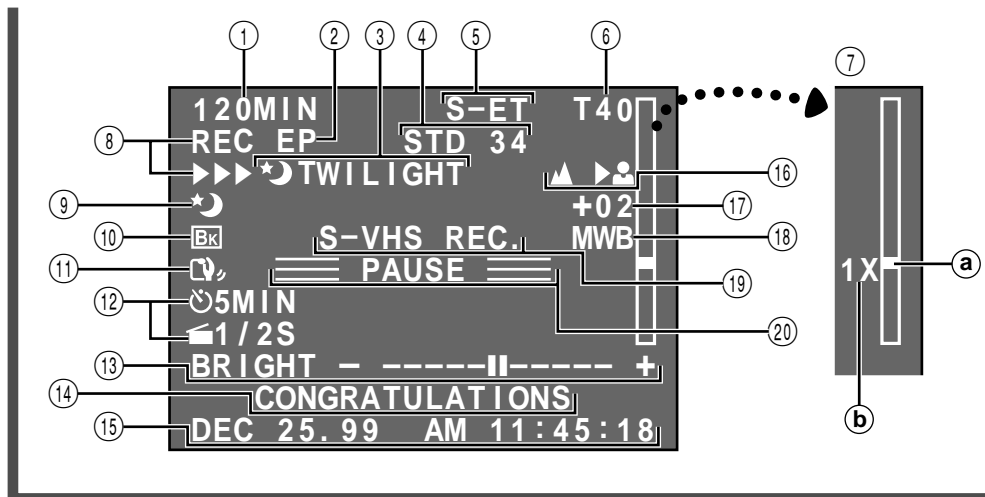 ① ② ③ ④ ⑤ ⑥ ⑦
120MIN S-ET T40
⑧ REC EP STD 34
TWILIGHT ⑯
⑨ +02 ⑰
⑩ BK S-VHS REC. MWB ⑱
⑪ PAUSE ⑲
1X ⓐ
⑫ 5MIN
1/2S ⑳
⑬ BRIGHT - ------▮▮------ +
⑭ CONGRATULATIONS
ⓑ
⑮ DEC 25.99 AM 11:45:18